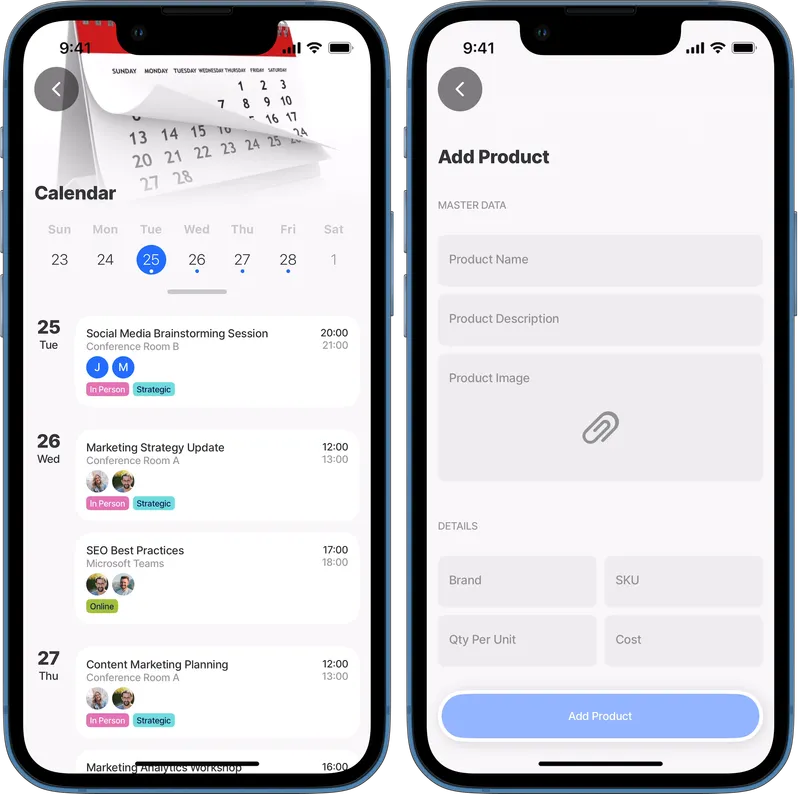 9:41
SUNDAY MONDAY TUESDAY WEDNESDAY THURSDAY FRIDAY SATURDAY
1 2 3
7 8 9 10
16 17
13 14 15 16 23 24
20 21 22 23 24 25 24
27 28
Calendar
Sun Mon Tue Wed Thu Fri Sat
23 24 25 26 27 28 1
25
Tue
Social Media Brainstorming Session 20:00
Conference Room B 21:00
J M
In Person Strategic
26
Wed
Marketing Strategy Update 12:00
Conference Room A 13:00
In Person Strategic
SEO Best Practices 17:00
Microsoft Teams 18:00
Online
27
Thu
Content Marketing Planning 12:00
Conference Room A 13:00
In Person Strategic
Marketing Analytics Workshop 16:00
9:41
Add Product
MASTER DATA
Product Name
Product Description
Product Image
DETAILS
Brand SKU
Qty Per Unit Cost
Add Product